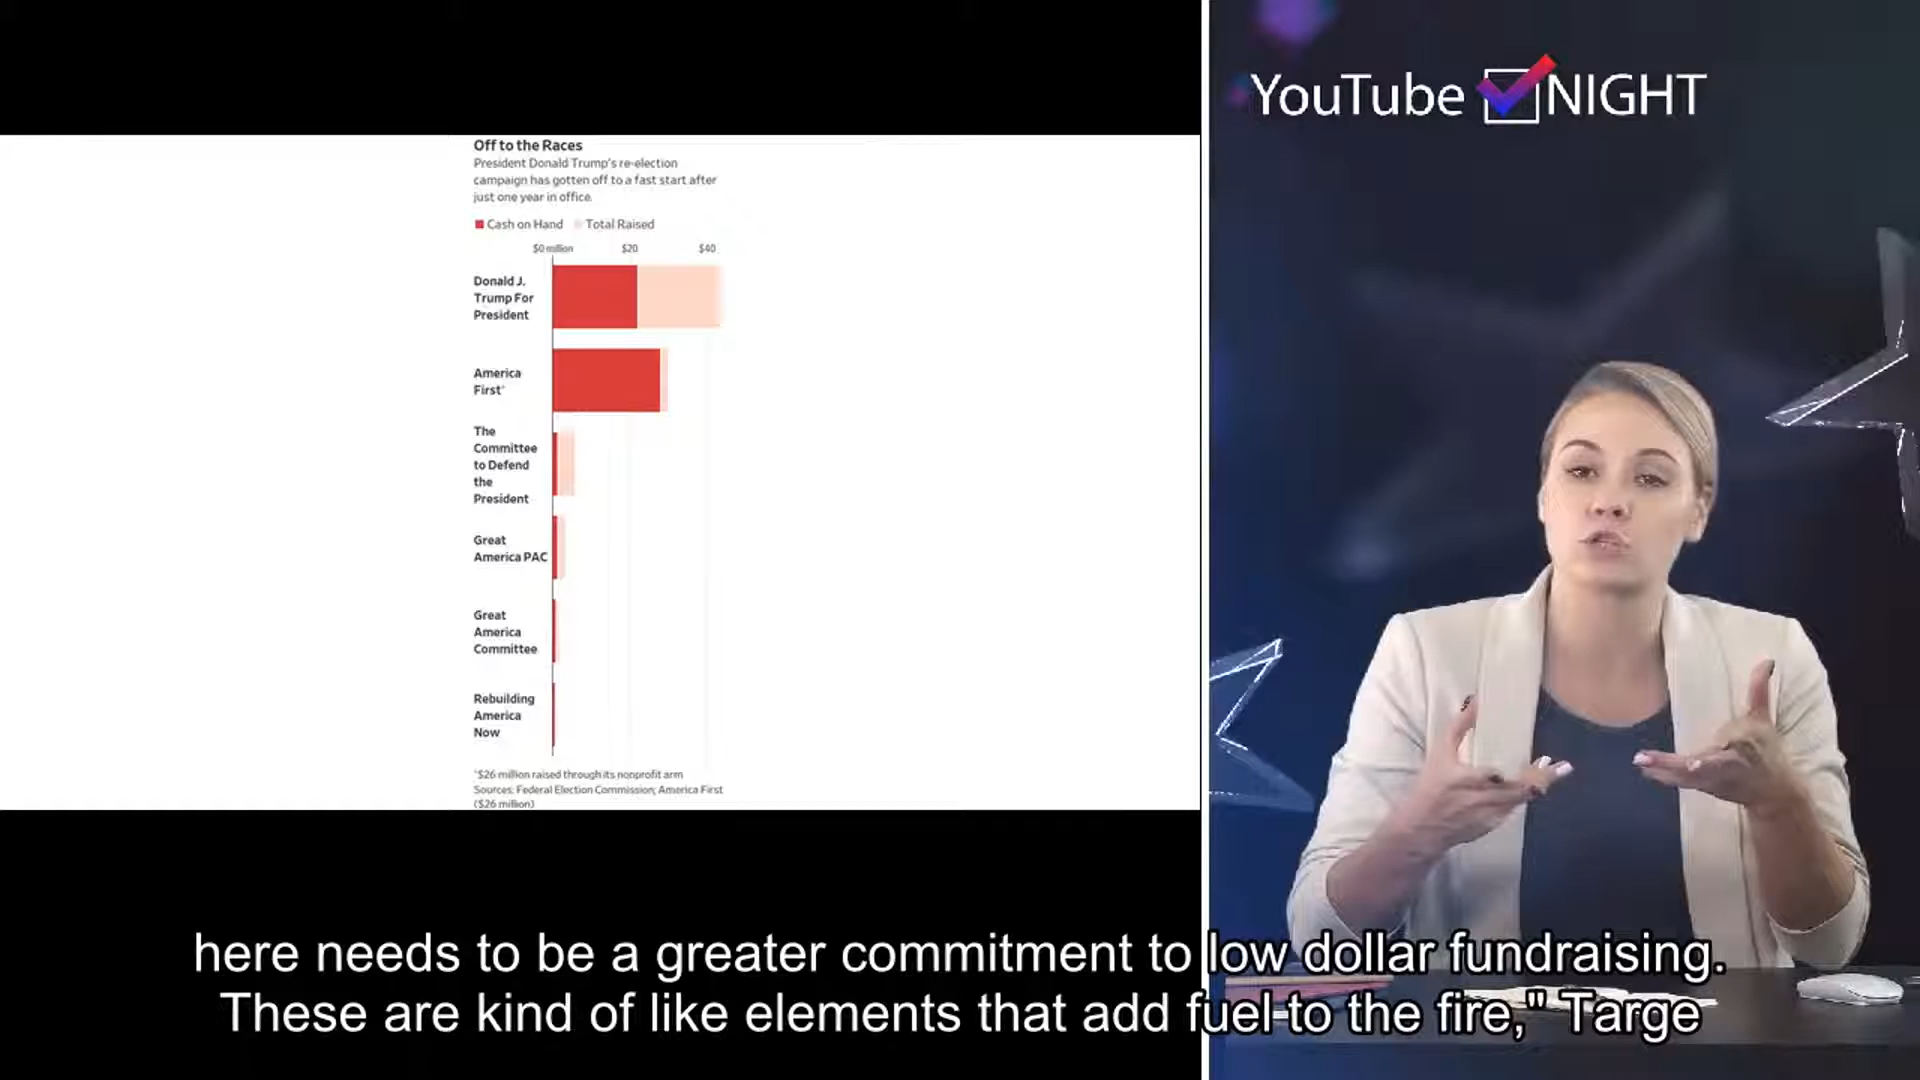 Off to the Races
President Donald Trump's re-election
campaign has gotten off to a fast start after
just one year in office.
Cash on Hand Total Raised
$0 million $20 $40
Donald J.
Trump For
President
America
First*
The
Committee
to Defend
the
President
Great
America PAC
Great
America
Committee
Rebuilding
America
Now
*$26 million raised through its nonprofit arm
Sources: Federal Election Commission; America First
($26 million)
YouTube NIGHT
here needs to be a greater commitment to low dollar fundraising.
These are kind of like elements that add fuel to the fire," Targe